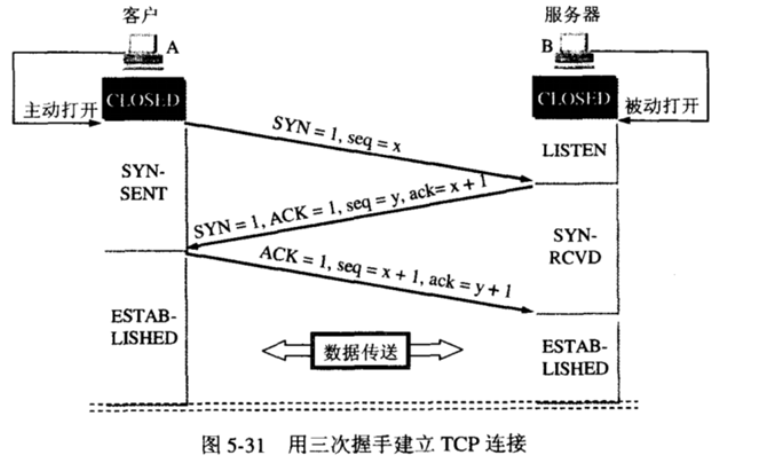 客户
服务器
A
B
CLOSED
CLOSED
主动打开
被动打开
SYN = 1, seq = x
LISTEN
SYN-
SENT
SYN = 1, ACK = 1, seq = y, ack= x + 1
SYN-
RCVD
ACK = 1, seq = x + 1, ack = y + 1
ESTAB-
LISHED
数据传送
ESTAB-
LISHED
图 5-31 用三次握手建立 TCP 连接